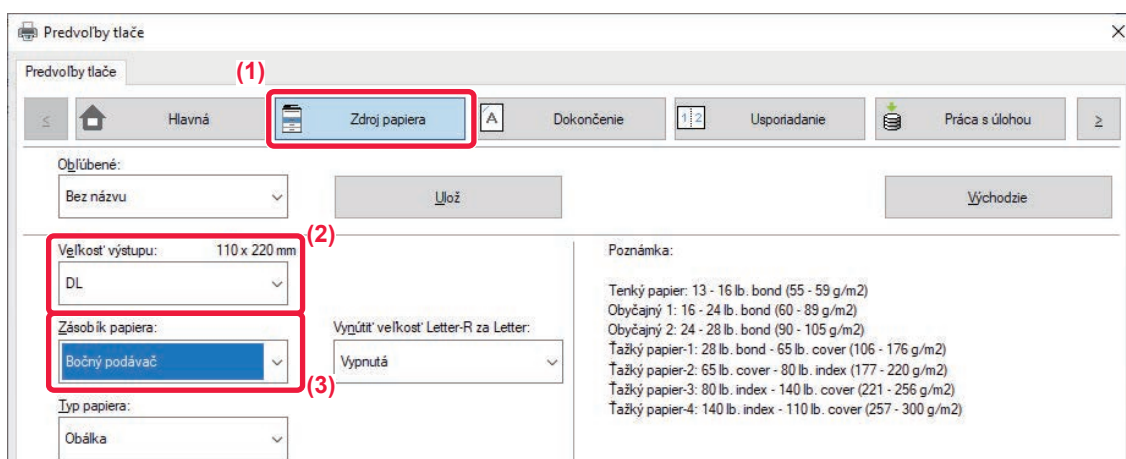 Predvoľby tlače
Predvoľby tlače
(1)
≤
Hlavná
Zdroj papiera
A
Dokončenie
1 2
Usporiadanie
Práca s úlohou
≥
Obľúbené:
Bez názvu
Ulož
Východzie
(2)
Veľkosť výstupu: 110 x 220 mm
DL
Zásobík papiera:
Bočný podávač
(3)
Vynútiť veľkosť Letter-R za Letter:
Vypnutá
Typ papiera:
Obálka
Poznámka:
Tenký papier: 13 - 16 lb. bond (55 - 59 g/m2)
Obyčajný 1: 16 - 24 lb. bond (60 - 89 g/m2)
Obyčajný 2: 24 - 28 lb. bond (90 - 105 g/m2)
Ťažký papier-1: 28 lb. bond - 65 lb. cover (106 - 176 g/m2)
Ťažký papier-2: 65 lb. cover - 80 lb. index (177 - 220 g/m2)
Ťažký papier-3: 80 lb. index - 140 lb. cover (221 - 256 g/m2)
Ťažký papier-4: 140 lb. index - 110 lb. cover (257 - 300 g/m2)